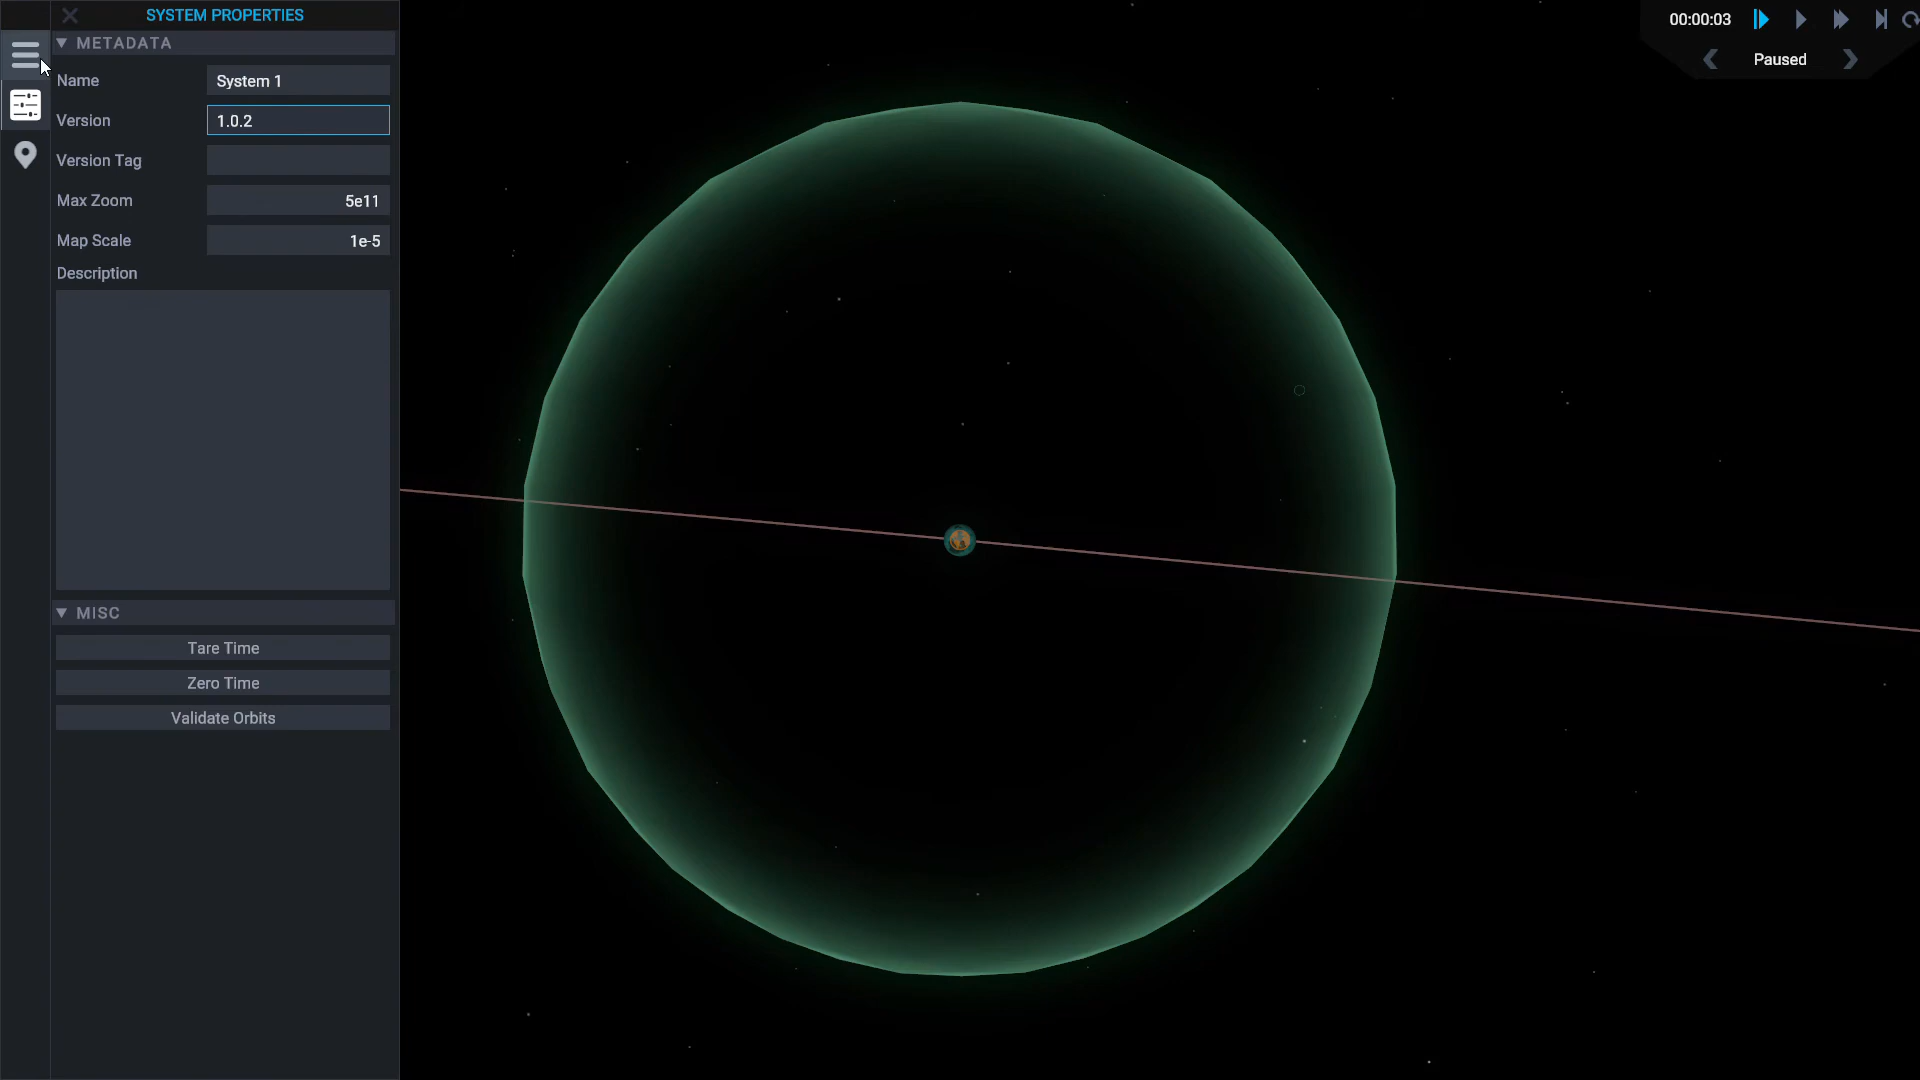 SYSTEM PROPERTIES
METADATA
Name
System 1
Version
1.0.2
Version Tag
Max Zoom
5e11
Map Scale
1e-5
Description
MISC
Tare Time
Zero Time
Validate Orbits
00:00:03
Paused